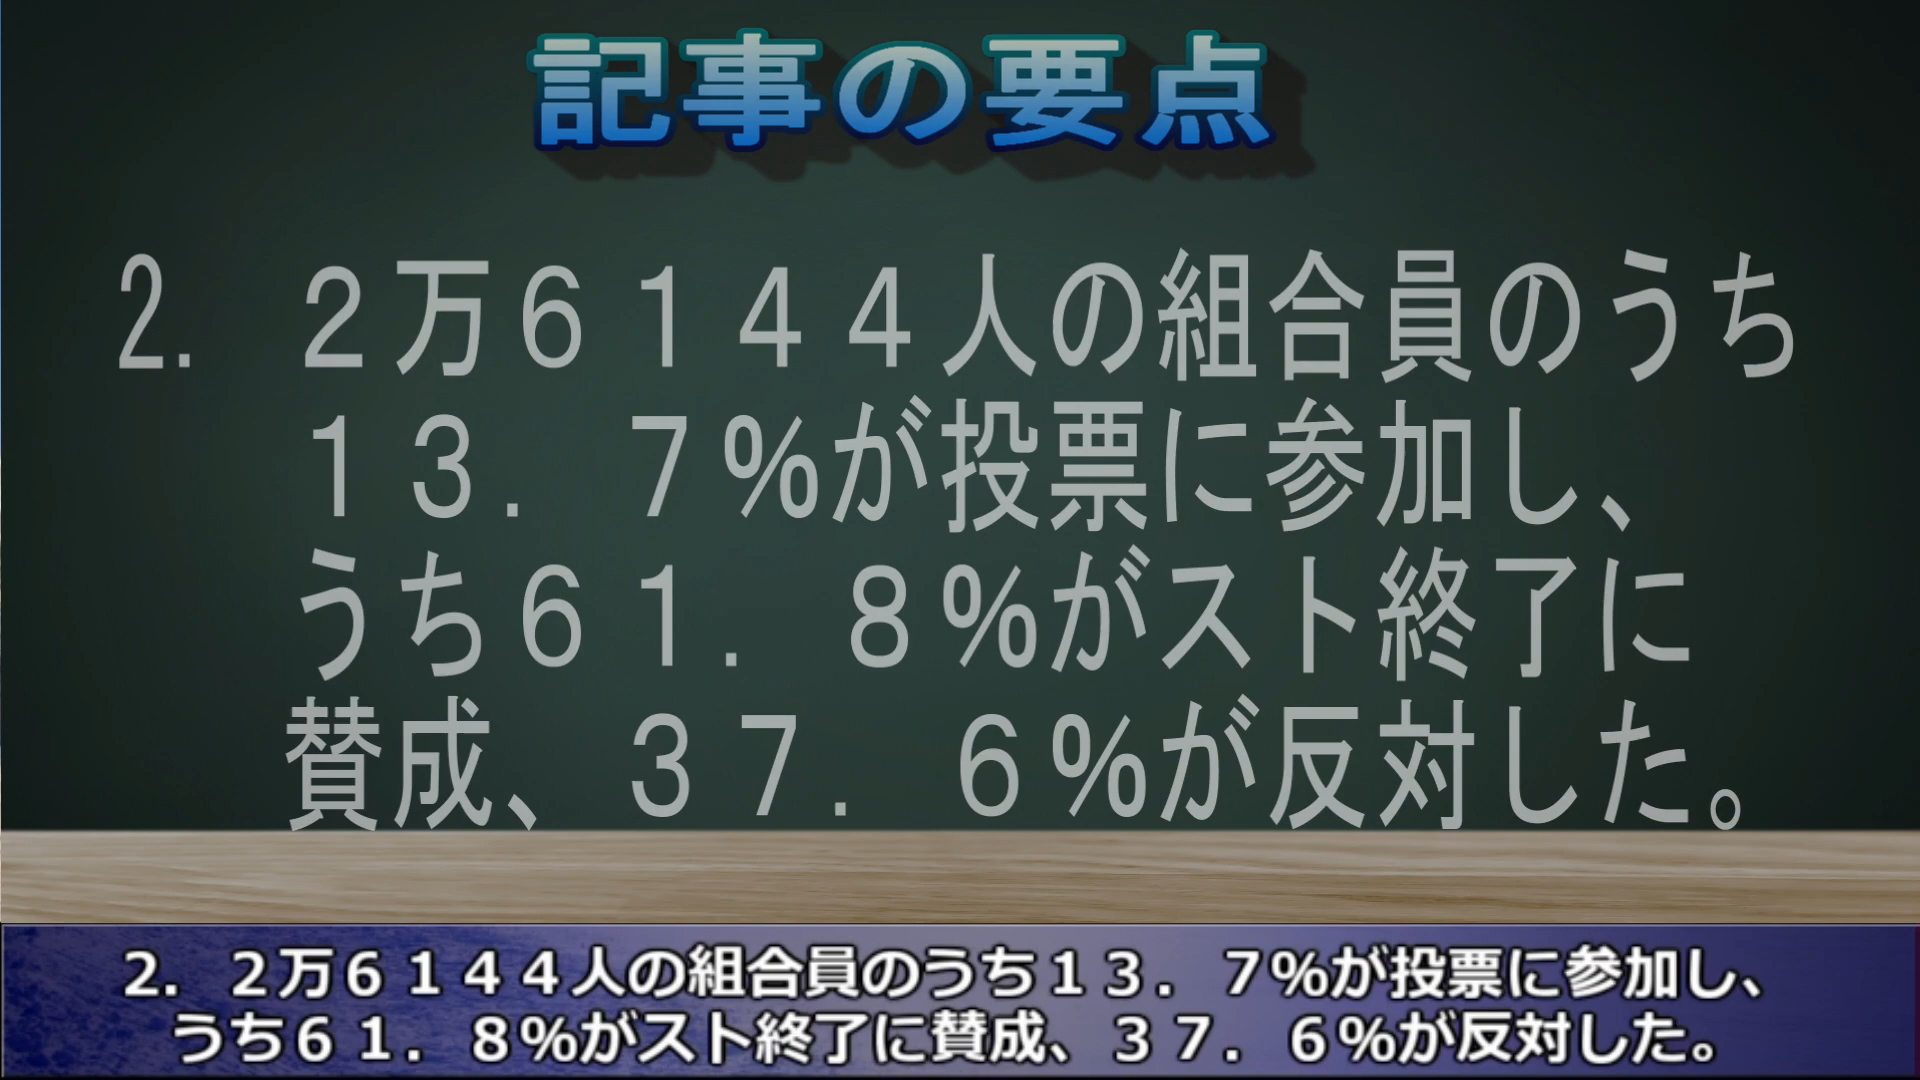 記事の要点
2. ２万６１４４人の組合員のうち
１３．７％が投票に参加し、
うち６１．８％がスト終了に
賛成、３７．６％が反対した。
2. ２万６１４４人の組合員のうち１３．７％が投票に参加し、
うち６１．８％がスト終了に賛成、３７．６％が反対した。